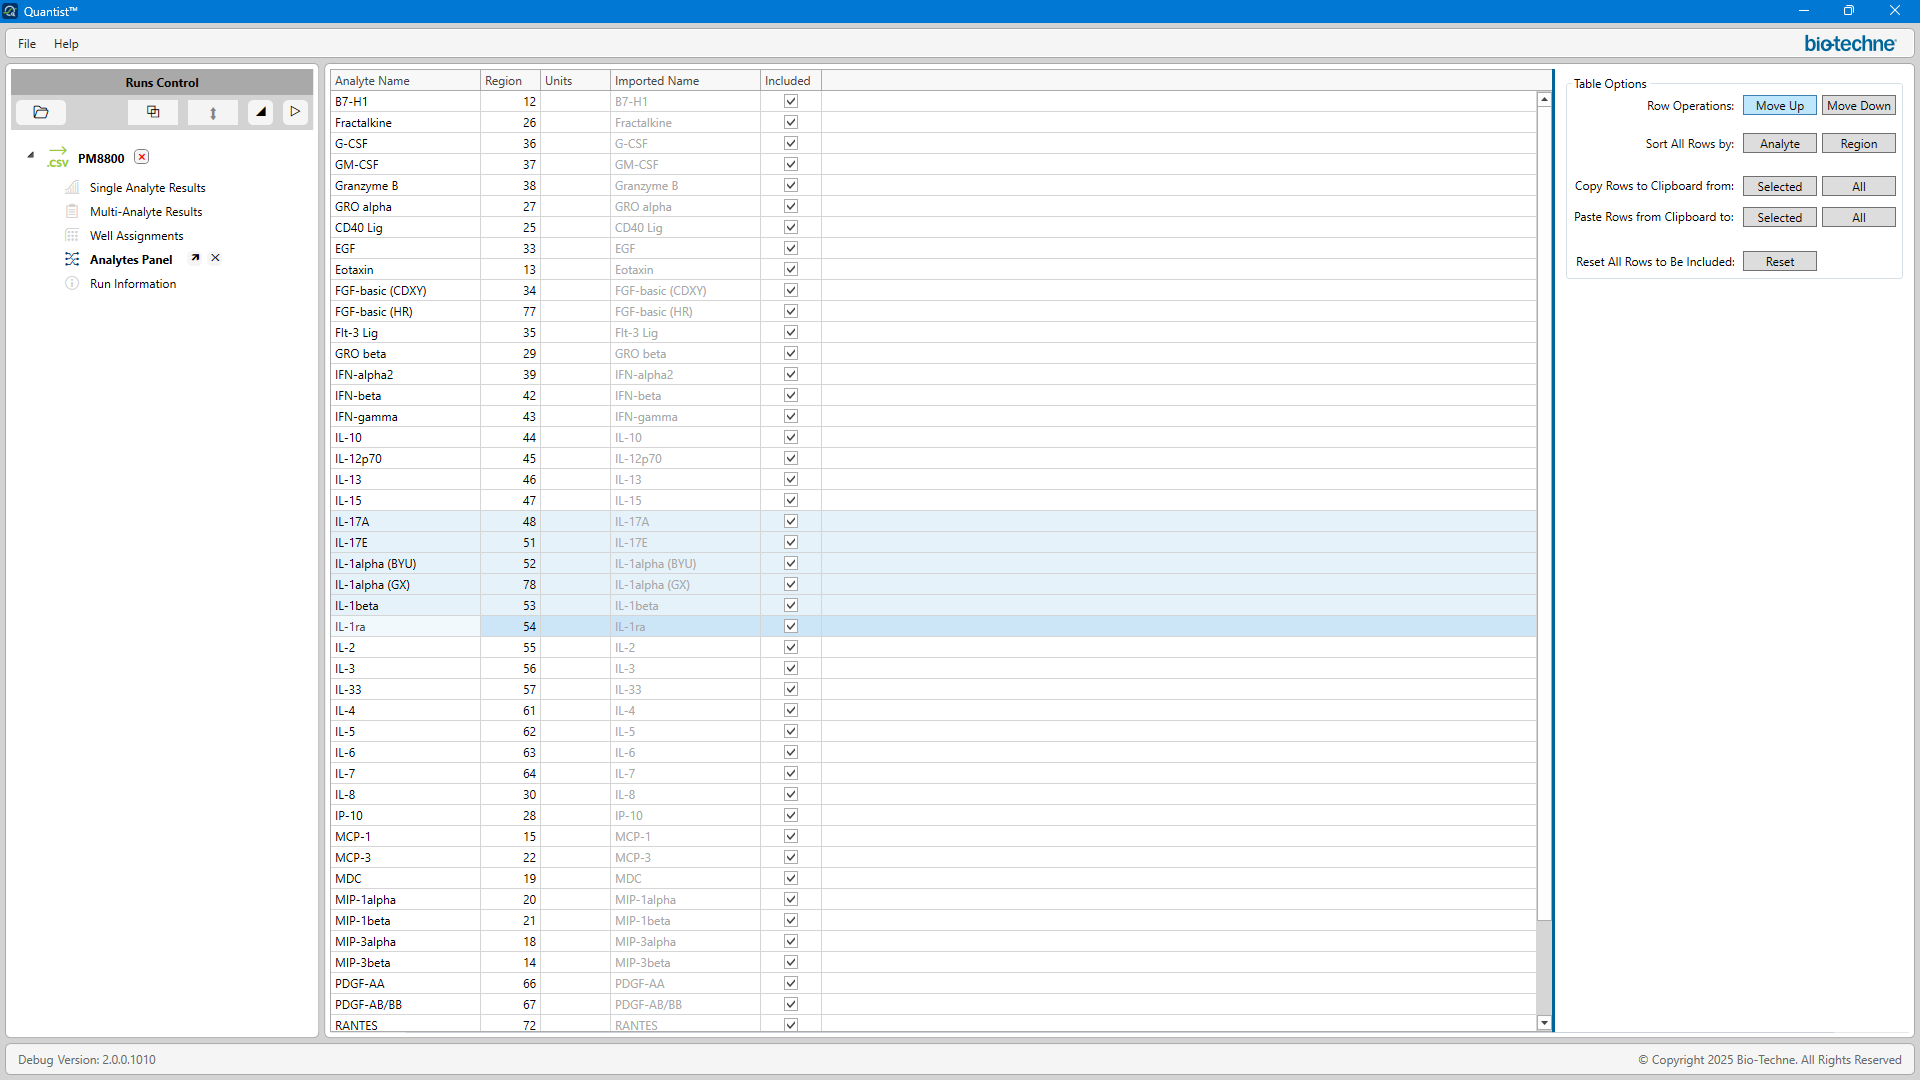 Quantist™
File Help
bio-techne
Runs Control
.CSV PM8800
Single Analyte Results
Multi-Analyte Results
Well Assignments
Analytes Panel
Run Information
Analyte Name Region Units Imported Name Included
B7-H1 12 B7-H1
Fractalkine 26 Fractalkine
G-CSF 36 G-CSF
GM-CSF 37 GM-CSF
Granzyme B 38 Granzyme B
GRO alpha 27 GRO alpha
CD40 Lig 25 CD40 Lig
EGF 33 EGF
Eotaxin 13 Eotaxin
FGF-basic (CDXY) 34 FGF-basic (CDXY)
FGF-basic (HR) 77 FGF-basic (HR)
Flt-3 Lig 35 Flt-3 Lig
GRO beta 29 GRO beta
IFN-alpha2 39 IFN-alpha2
IFN-beta 42 IFN-beta
IFN-gamma 43 IFN-gamma
IL-10 44 IL-10
IL-12p70 45 IL-12p70
IL-13 46 IL-13
IL-15 47 IL-15
IL-17A 48 IL-17A
IL-17E 51 IL-17E
IL-1alpha (BYU) 52 IL-1alpha (BYU)
IL-1alpha (GX) 78 IL-1alpha (GX)
IL-1beta 53 IL-1beta
IL-1ra 54 IL-1ra
IL-2 55 IL-2
IL-3 56 IL-3
IL-33 57 IL-33
IL-4 61 IL-4
IL-5 62 IL-5
IL-6 63 IL-6
IL-7 64 IL-7
IL-8 30 IL-8
IP-10 28 IP-10
MCP-1 15 MCP-1
MCP-3 22 MCP-3
MDC 19 MDC
MIP-1alpha 20 MIP-1alpha
MIP-1beta 21 MIP-1beta
MIP-3alpha 18 MIP-3alpha
MIP-3beta 14 MIP-3beta
PDGF-AA 66 PDGF-AA
PDGF-AB/BB 67 PDGF-AB/BB
RANTES 72 RANTES
Table Options
Row Operations: Move Up Move Down
Sort All Rows by: Analyte Region
Copy Rows to Clipboard from: Selected All
Paste Rows from Clipboard to: Selected All
Reset All Rows to Be Included: Reset
Debug Version: 2.0.0.1010
© Copyright 2025 Bio-Techne. All Rights Reserved